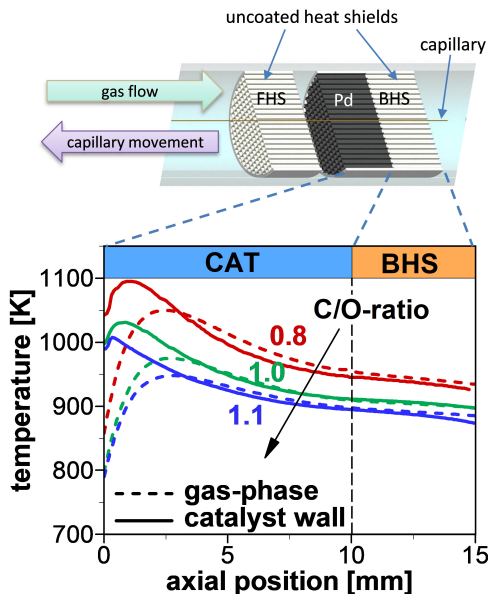 uncoated heat shields
capillary
gas flow
FHS
Pd
BHS
capillary movement
CAT
BHS
1100
1000
900
800
700
temperature [K]
C/O-ratio
0.8
1.0
1.1
gas-phase
catalyst wall
0
5
10
15
axial position [mm]